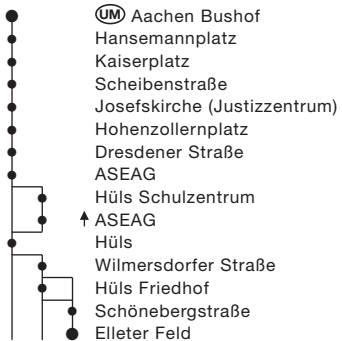 UM Aachen Bushof
Hansemannplatz
Kaiserplatz
Scheibenstraße
Josefskirche (Justizzentrum)
Hohenzollernplatz
Dresdener Straße
ASEAG
Hüls Schulzentrum
ASEAG
Hüls
Wilmersdorfer Straße
Hüls Friedhof
Schönebergstraße
Elleter Feld